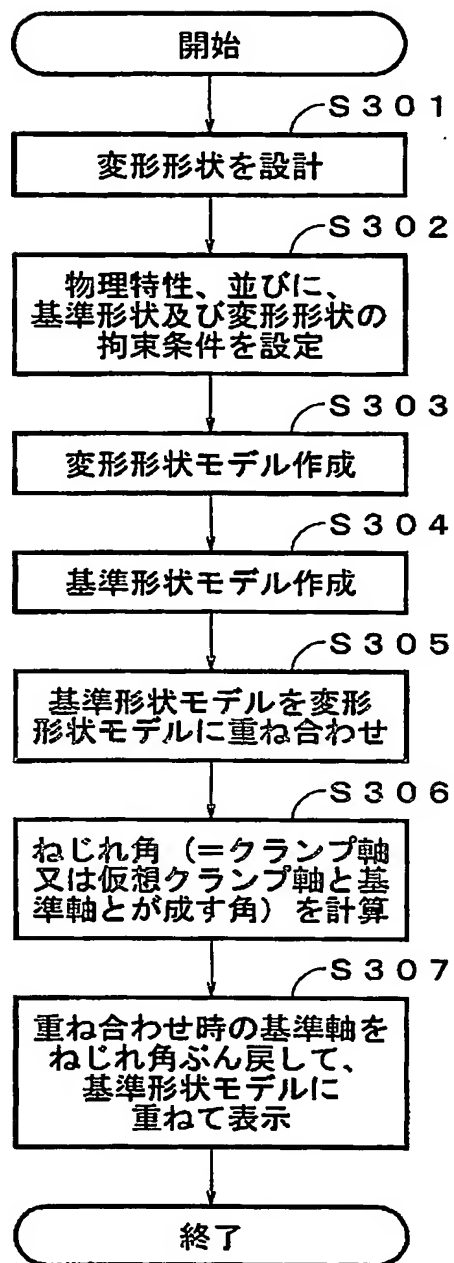 開始
S301
変形形状を設計
S302
物理特性、並びに、
基準形状及び変形形状の
拘束条件を設定
S303
変形形状モデル作成
S304
基準形状モデル作成
S305
基準形状モデルを変形
形状モデルに重ね合わせ
S306
ねじれ角（＝クランプ軸
又は仮想クランプ軸と基
準軸とが成す角）を計算
S307
重ね合わせ時の基準軸を
ねじれ角ぶん戻して、
基準形状モデルに
重ねて表示
終了